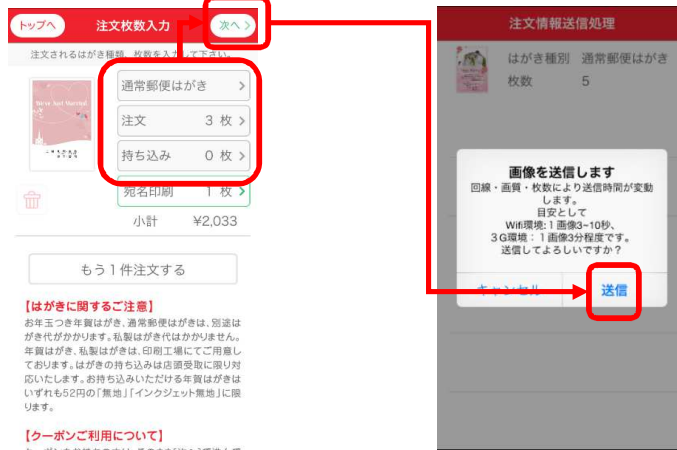 トップへ 注文枚数入力 次へ
注文されるはがき種類、枚数を入力して下さい。
We're Just Married
通常郵便はがき
注文 3 枚
持ち込み 0 枚
宛名印刷 1 枚
小計 ¥2,033
もう1件注文する
【はがきに関するご注意】
お年玉つき年賀はがき、通常郵便はがきは、別途は
がき代がかかります。私製はがき代はかかりません。
年賀はがき、私製はがきは、印刷工場にてご用意し
ております。はがきの持ち込みは店頭受取に限り対
応いたします。お持ち込みいただける年賀はがきは
いずれも52円の「無地」「インクジェット無地」に限
ります。
【クーポンご利用について】
注文情報送信処理
はがき種別 通常郵便はがき
枚数 5
画像を送信します
回線・画質・枚数により送信時間が変動
します。
目安として
Wifi環境:1画像3~10秒、
3G環境：1画像3分程度です。
送信してよろしいですか？
キャンセル 送信